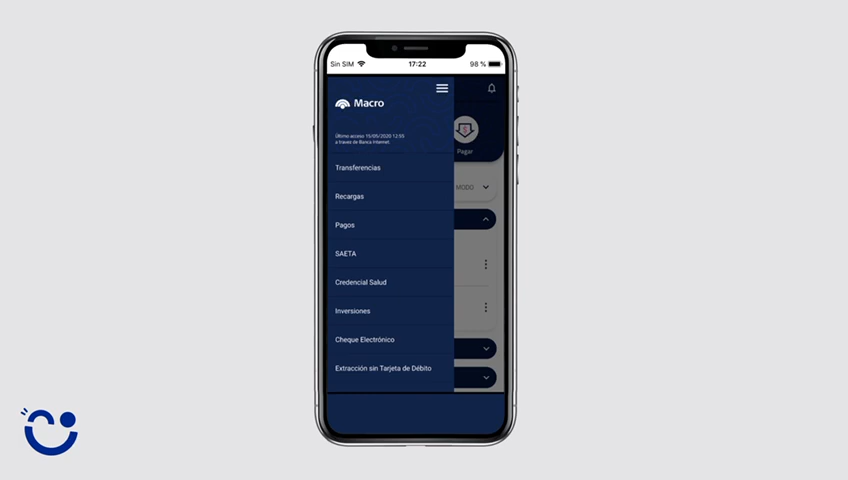 Sin SIM
17:22
98 %
Macro
Último acceso 15/05/2020 12:55
a traves de Banca Internet.
Pagar
Transferencias
MODO
Recargas
Pagos
SAETA
Credencial Salud
Inversiones
Cheque Electrónico
Extracción sin Tarjeta de Débito